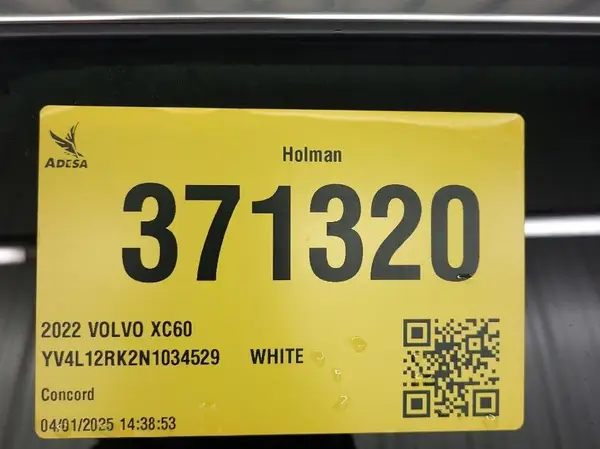 ADESA
Holman
371320
2022 VOLVO XC60
YV4L12RK2N1034529 WHITE
Concord
04/01/2025 14:38:53